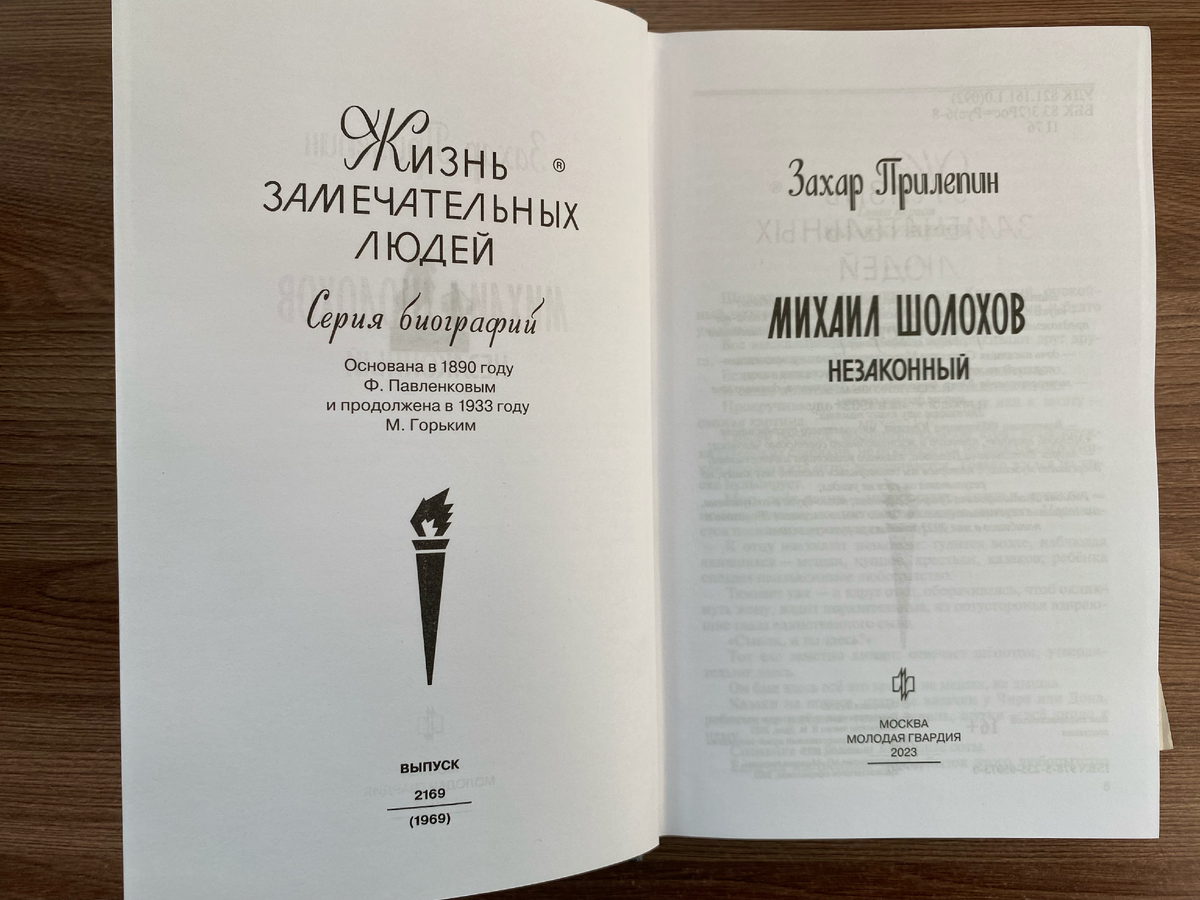 Жизнь ®
замечательных
людей
Серия биографий
Основана в 1890 году
Ф. Павленковым
и продолжена в 1933 году
М. Горьким
ВЫПУСК
2169
(1969)
Захар Прилепин
МИХАИЛ ШОЛОХОВ
НЕЗАКОННЫЙ
МОСКВА
МОЛОДАЯ ГВАРДИЯ
2023